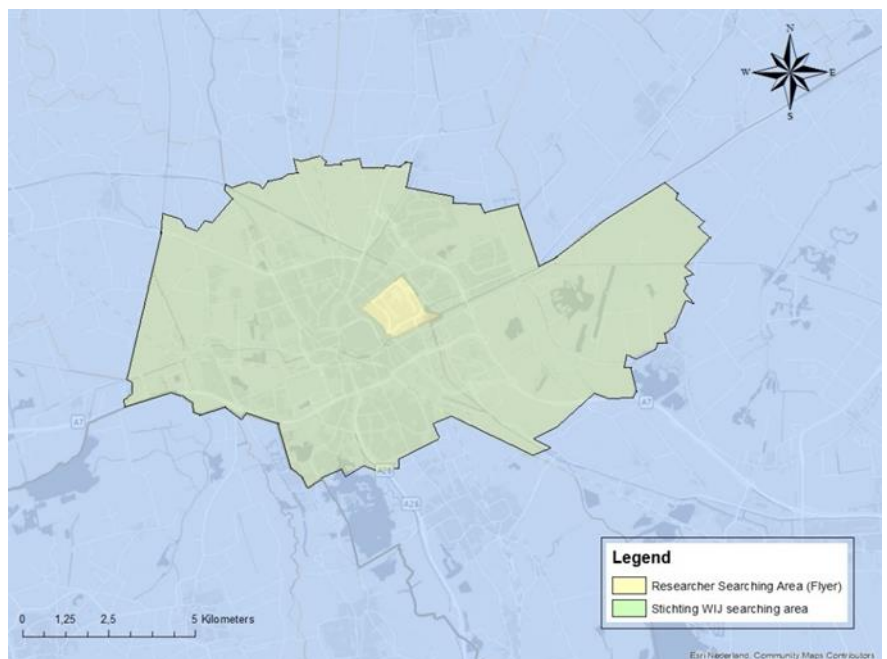 N
W E
S
A7
A7
A28
A28
Legend
Researcher Searching Area (Flyer)
Stichting WIJ searching area
0 1,25 2,5 5 Kilometers
Esri Nederland, Community Maps Contributors